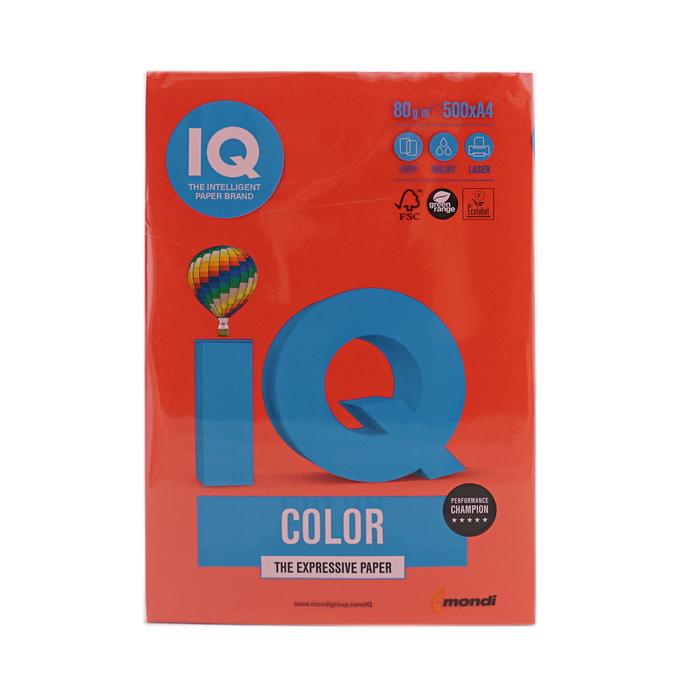 80 g m² 500xA4
IQ
THE INTELLIGENT
PAPER BRAND
COPY INKJET LASER
FSC
green
range
Ecolabel
IQ
PERFORMANCE
CHAMPION
COLOR
THE EXPRESSIVE PAPER
www.mondigroup.com/IQ
mondi